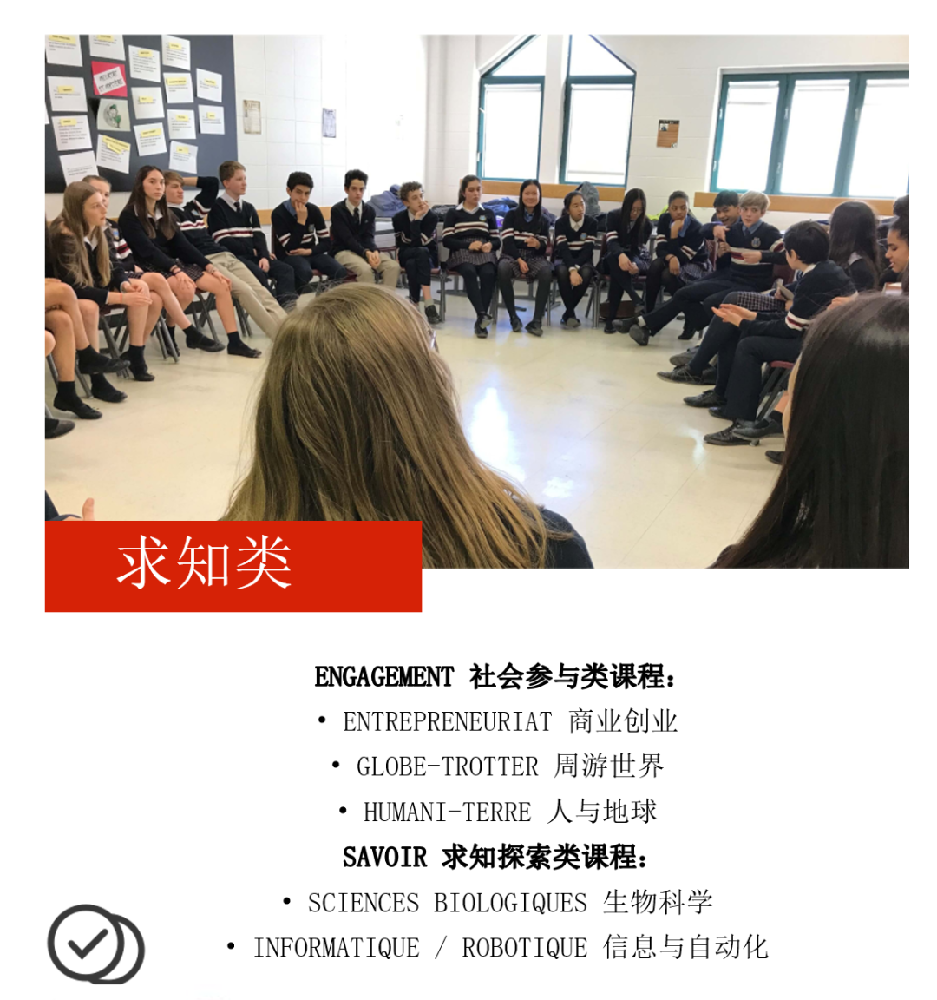 求知类
ENGAGEMENT 社会参与类课程：
• ENTREPRENEURIAT 商业创业
• GLOBE-TROTTER 周游世界
• HUMANI-TERRE 人与地球
SAVOIR 求知探索类课程：
• SCIENCES BIOLOGIQUES 生物科学
• INFORMATIQUE / ROBOTIQUE 信息与自动化